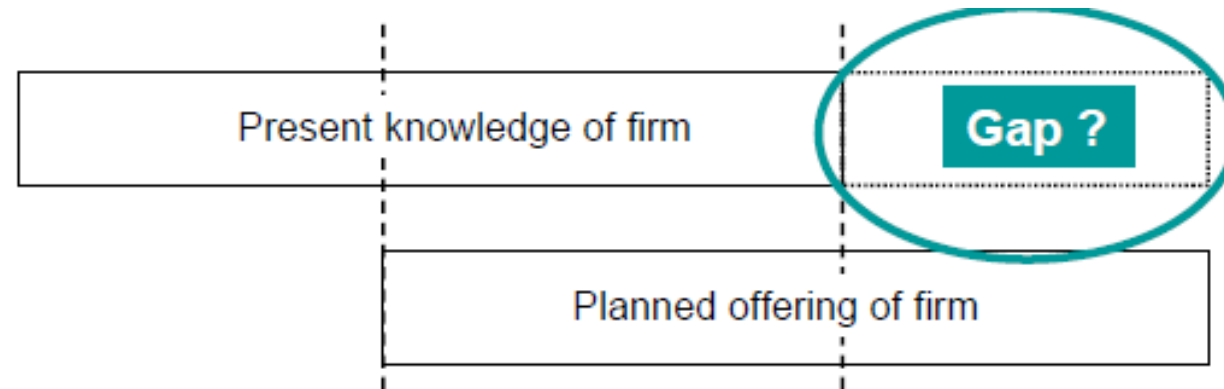 Present knowledge of firm
Gap ?
Planned offering of firm